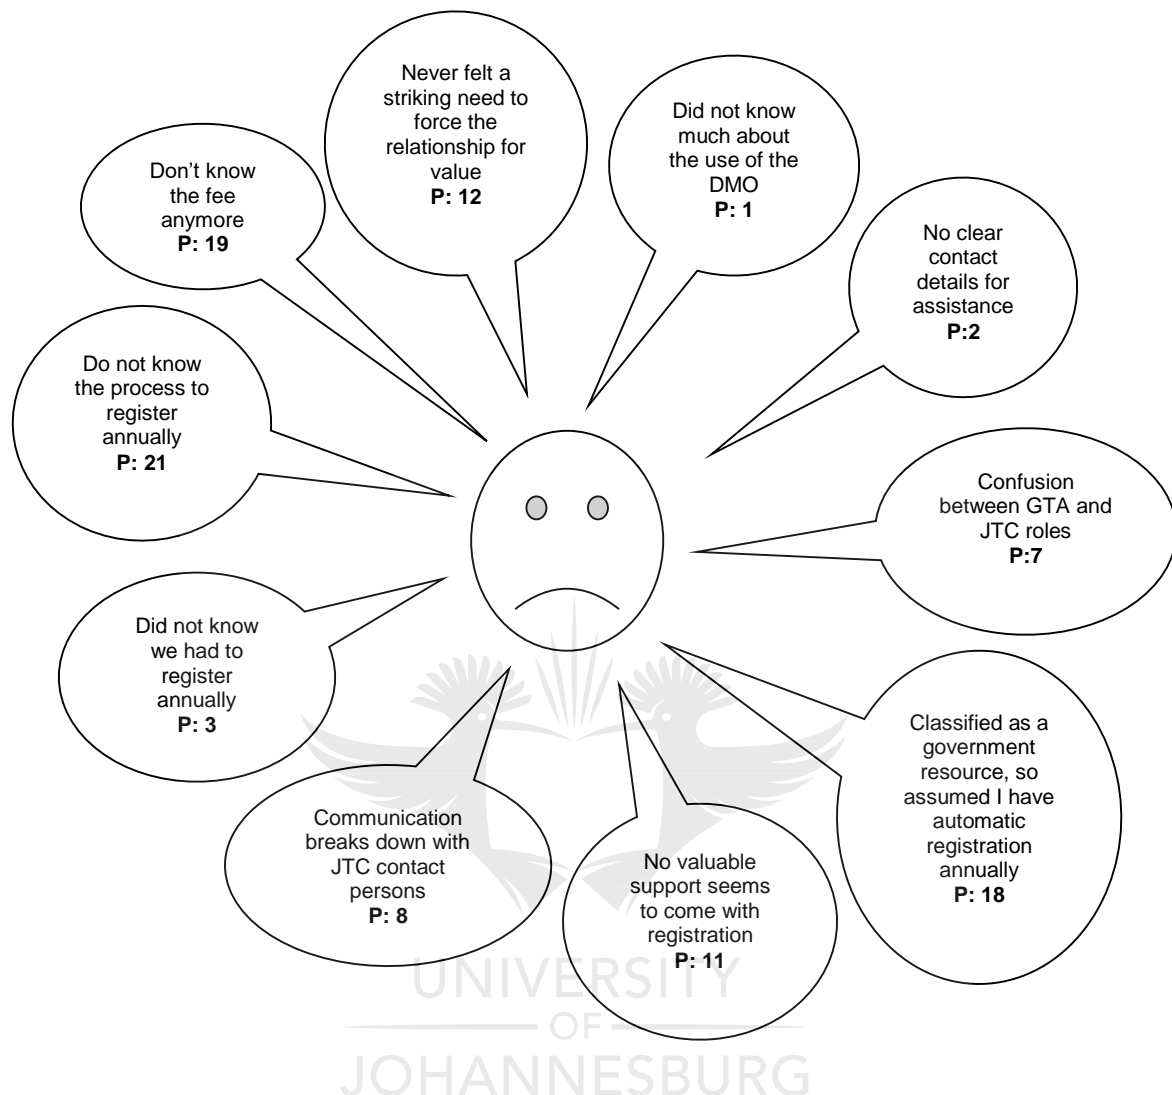 Never felt a
striking need to
force the
relationship for
value
P: 12
Did not know
much about
the use of the
DMO
P: 1
Don't know
the fee
anymore
P: 19
No clear
contact
details for
assistance
P:2
Do not know
the process to
register
annually
P: 21
Confusion
between GTA and
JTC roles
P:7
Did not know
we had to
register
annually
P: 3
Classified as a
government
resource, so
assumed I have
automatic
registration
annually
P: 18
Communication
breaks down with
JTC contact
persons
P: 8
No valuable
support seems
to come with
registration
P: 11
UNIVERSITY
OF
JOHANNESBURG